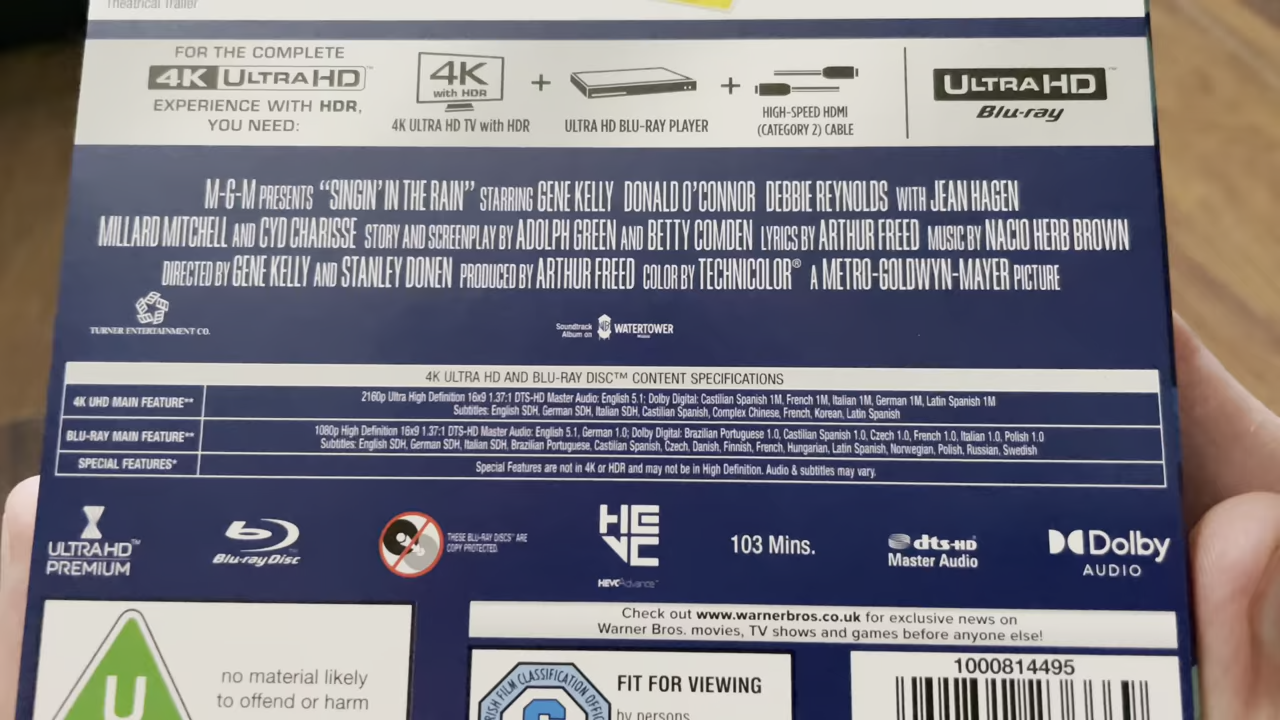 Theatrical Trailer
FOR THE COMPLETE
4K ULTRA HD™
EXPERIENCE WITH HDR,
YOU NEED:
4K
with HDR
4K ULTRA HD TV with HDR
+
ULTRA HD BLU-RAY PLAYER
+
HIGH-SPEED HDMI
(CATEGORY 2) CABLE
ULTRA HD™
Blu-ray
M-G-M PRESENTS “SINGIN’ IN THE RAIN” STARRING GENE KELLY DONALD O’CONNOR DEBBIE REYNOLDS WITH JEAN HAGEN
MILLARD MITCHELL AND CYD CHARISSE STORY AND SCREENPLAY BY ADOLPH GREEN AND BETTY COMDEN LYRICS BY ARTHUR FREED MUSIC BY NACIO HERB BROWN
DIRECTED BY GENE KELLY AND STANLEY DONEN PRODUCED BY ARTHUR FREED COLOR BY TECHNICOLOR® A METRO-GOLDWYN-MAYER PICTURE
TURNER ENTERTAINMENT CO.
Soundtrack
Album on
WATERTOWER
4K ULTRA HD AND BLU-RAY DISC™ CONTENT SPECIFICATIONS
4K UHD MAIN FEATURE**
2160p Ultra High Definition 16x9 1.37:1 DTS-HD Master Audio: English 5.1; Dolby Digital: Castilian Spanish 1M, French 1M, Italian 1M, German 1M, Latin Spanish 1M
Subtitles: English SDH, German SDH, Italian SDH, Castilian Spanish, Complex Chinese, French, Korean, Latin Spanish
BLU-RAY MAIN FEATURE**
1080p High Definition 16x9 1.37:1 DTS-HD Master Audio: English 5.1, German 1.0; Dolby Digital: Brazilian Portuguese 1.0, Castilian Spanish 1.0, Czech 1.0, French 1.0, Italian 1.0, Polish 1.0
Subtitles: English SDH, German SDH, Italian SDH, Brazilian Portuguese, Castilian Spanish, Czech, Danish, Finnish, French, Hungarian, Latin Spanish, Norwegian, Polish, Russian, Swedish
SPECIAL FEATURES*
Special Features are not in 4K or HDR and may not be in High Definition. Audio & subtitles may vary.
ULTRA HD™
PREMIUM
Blu-ray Disc™
THESE BLU-RAY DISCS™ ARE
COPY PROTECTED.
HEVC
HEVC Advance™
103 Mins.
dts-HD
Master Audio
Dolby
AUDIO
U
no material likely
to offend or harm
Check out www.warnerbros.co.uk for exclusive news on
Warner Bros. movies, TV shows and games before anyone else!
FILM CLASSIFICATION
G
FIT FOR VIEWING
by persons
1000814495